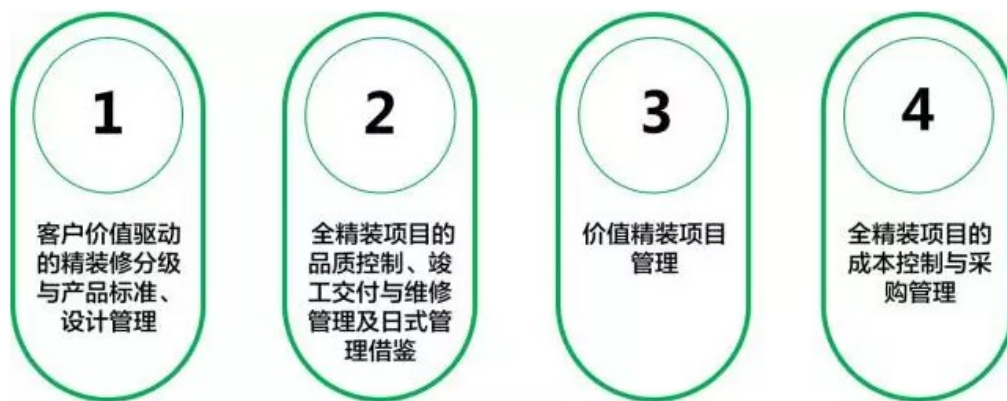 1
客户价值驱动
的精装修分级
与产品标准、
设计管理
2
全精装项目的
品质控制、竣
工交付与维修
管理及日式管
理借鉴
3
价值精装项目
管理
4
全精装项目的
成本控制与采
购管理